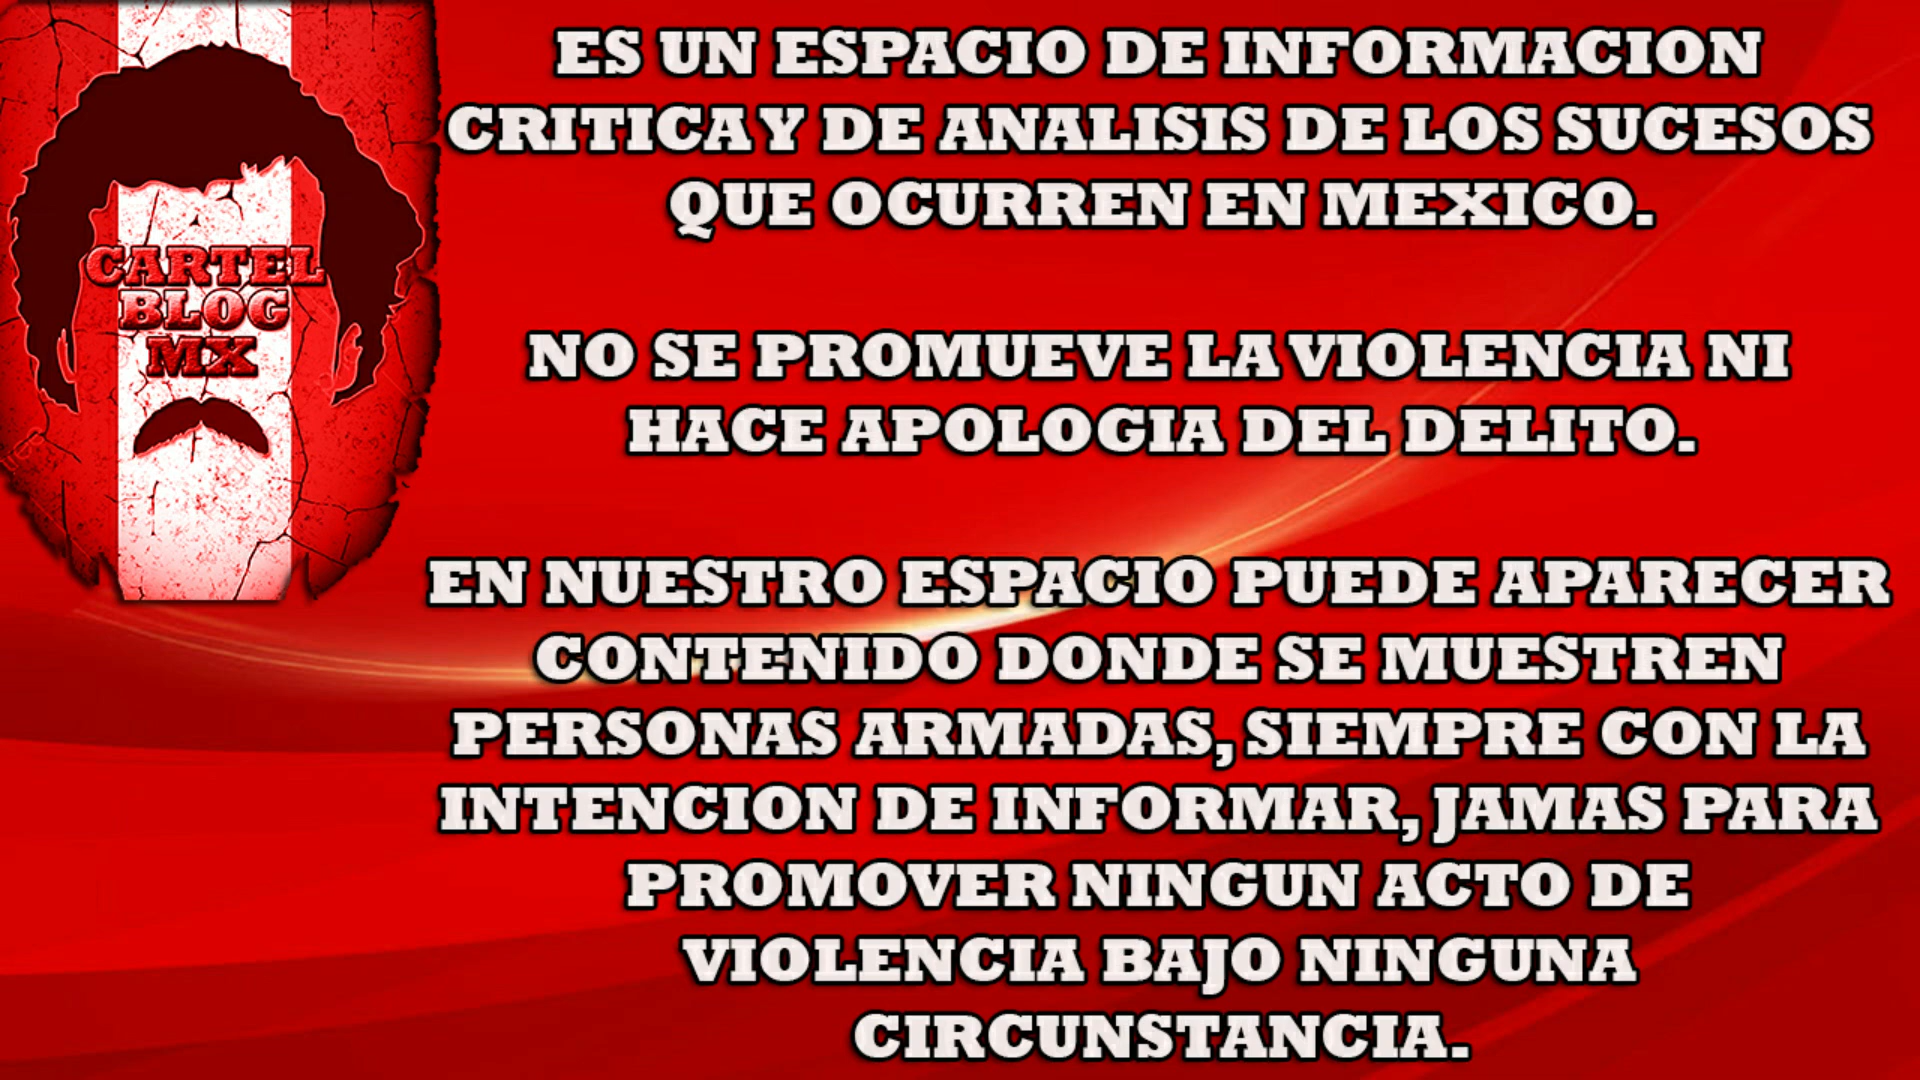 CARTEL
BLOG
MX
ES UN ESPACIO DE INFORMACION
CRITICA Y DE ANALISIS DE LOS SUCESOS
QUE OCURREN EN MEXICO.
NO SE PROMUEVE LA VIOLENCIA NI
HACE APOLOGIA DEL DELITO.
EN NUESTRO ESPACIO PUEDE APARECER
CONTENIDO DONDE SE MUESTREN
PERSONAS ARMADAS, SIEMPRE CON LA
INTENCION DE INFORMAR, JAMAS PARA
PROMOVER NINGUN ACTO DE
VIOLENCIA BAJO NINGUNA
CIRCUNSTANCIA.